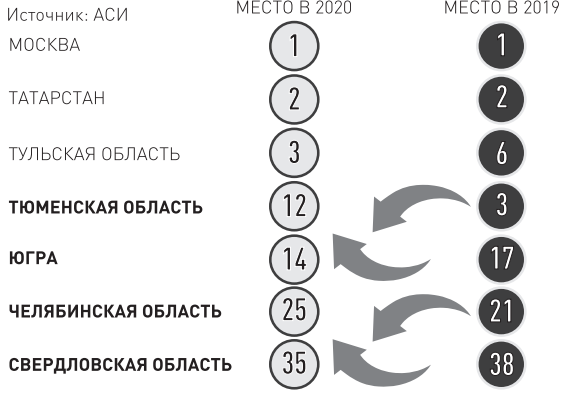 Источник: АСИ МЕСТО В 2020 МЕСТО В 2019
МОСКВА 1 1
ТАТАРСТАН 2 2
ТУЛЬСКАЯ ОБЛАСТЬ 3 6
ТЮМЕНСКАЯ ОБЛАСТЬ 12 3
ЮГРА 14 17
ЧЕЛЯБИНСКАЯ ОБЛАСТЬ 25 21
СВЕРДЛОВСКАЯ ОБЛАСТЬ 35 38